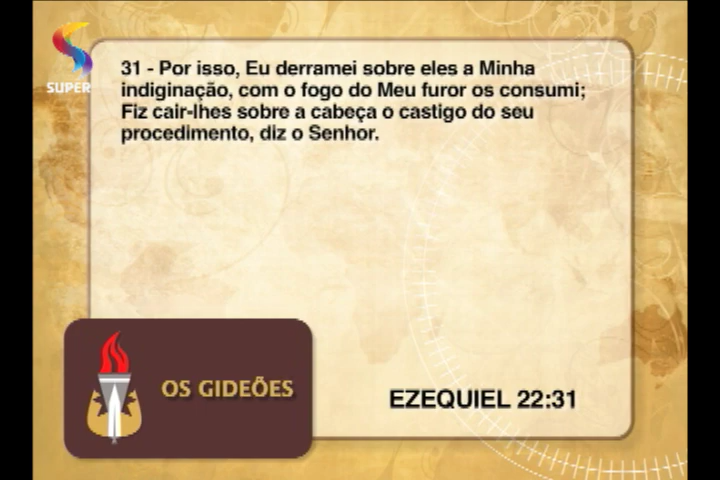 SUPER
31 - Por isso, Eu derramei sobre eles a Minha
indiginação, com o fogo do Meu furor os consumi;
Fiz cair-lhes sobre a cabeça o castigo do seu
procedimento, diz o Senhor.
OS GIDEÕES
EZEQUIEL 22:31